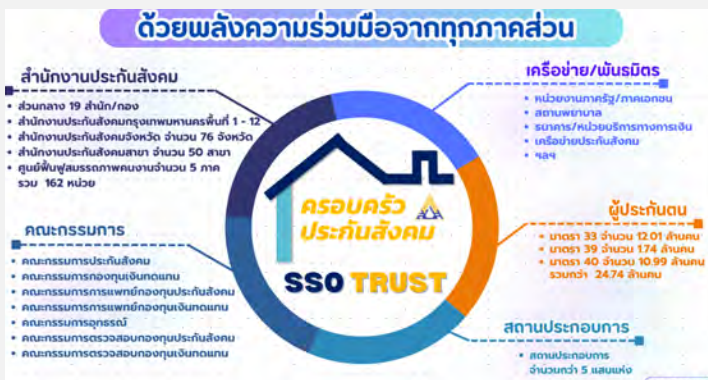 ด้วยพลังความร่วมมือจากทุกภาคส่วน
สำนักงานประกันสังคม
• ส่วนกลาง 19 สำนัก/กอง
• สำนักงานประกันสังคมกรุงเทพมหานครพื้นที่ 1 - 12
• สำนักงานประกันสังคมจังหวัด จำนวน 76 จังหวัด
• สำนักงานประกันสังคมสาขา จำนวน 50 สาขา
• ศูนย์ฟื้นฟูสมรรถภาพคนงานจำนวน 5 ภาค
รวม 162 หน่วย
คณะกรรมการ
• คณะกรรมการประกันสังคม
• คณะกรรมการกองทุนเงินทดแทน
• คณะกรรมการการแพทย์กองทุนประกันสังคม
• คณะกรรมการการแพทย์กองทุนเงินทดแทน
• คณะกรรมการอุทธรณ์
• คณะกรรมการตรวจสอบกองทุนประกันสังคม
• คณะกรรมการตรวจสอบกองทุนเงินทดแทน
ครอบครัว
ประกันสังคม
SSO TRUST
เครือข่าย/พันธมิตร
• หน่วยงานภาครัฐ/ภาคเอกชน
• สถานพยาบาล
• ธนาคาร/หน่วยบริการทางการเงิน
• เครือข่ายประกันสังคม
• ฯลฯ
ผู้ประกันตน
• มาตรา 33 จำนวน 12.01 ล้านคน
• มาตรา 39 จำนวน 1.74 ล้านคน
• มาตรา 40 จำนวน 10.99 ล้านคน
รวมกว่า 24.74 ล้านคน
สถานประกอบการ
• สถานประกอบการ
จำนวนกว่า 5 แสนแห่ง